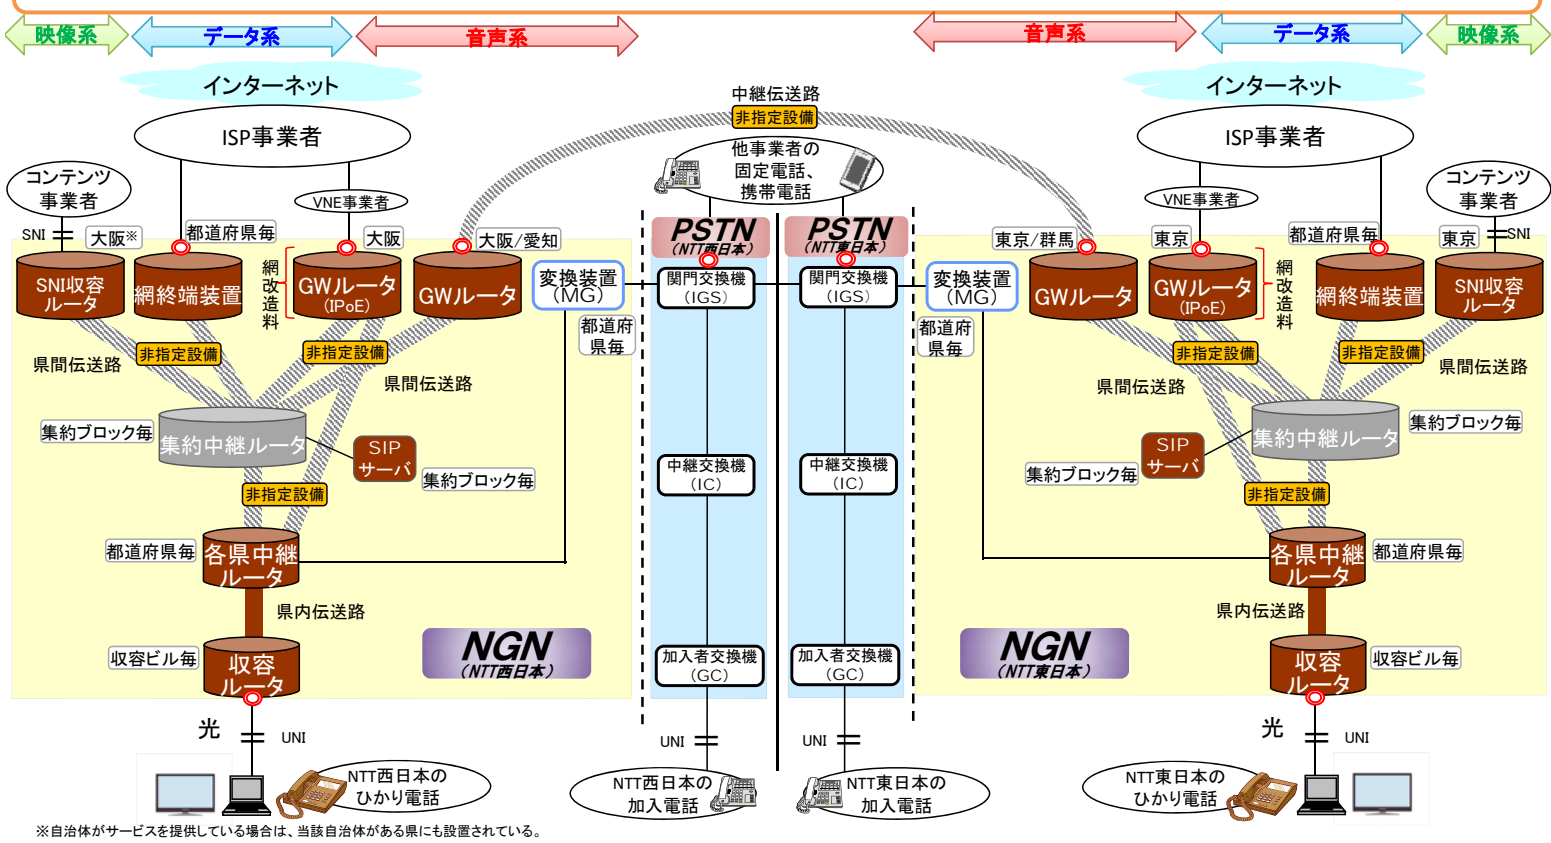 映像系
データ系
音声系
音声系
データ系
映像系
インターネット
ISP事業者
コンテンツ
事業者
VNE事業者
SNI
大阪※
都道府県毎
大阪
大阪/愛知
SNI収容
ルータ
網終端装置
網改造料
GWルータ
(IPoE)
GWルータ
変換装置
(MG)
都道府
県毎
非指定設備
非指定設備
県間伝送路
県間伝送路
集約ブロック毎
集約中継ルータ
SIP
サーバ
集約ブロック毎
非指定設備
都道府県毎
各県中継
ルータ
県内伝送路
収容ビル毎
収容
ルータ
NGN
(NTT西日本)
光
UNI
NTT西日本の
ひかり電話
中継伝送路
非指定設備
他事業者の
固定電話、
携帯電話
PSTN
(NTT西日本)
関門交換機
(IGS)
中継交換機
(IC)
加入者交換機
(GC)
UNI
NTT西日本の
加入電話
PSTN
(NTT東日本)
関門交換機
(IGS)
中継交換機
(IC)
加入者交換機
(GC)
UNI
NTT東日本の
加入電話
インターネット
ISP事業者
VNE事業者
コンテンツ
事業者
東京/群馬
東京
都道府県毎
東京
SNI
変換装置
(MG)
都道府
県毎
GWルータ
GWルータ
(IPoE)
網改造料
網終端装置
SNI収容
ルータ
非指定設備
非指定設備
県間伝送路
県間伝送路
集約中継ルータ
集約ブロック毎
SIP
サーバ
集約ブロック毎
非指定設備
各県中継
ルータ
都道府県毎
県内伝送路
収容
ルータ
収容ビル毎
NGN
(NTT東日本)
光
UNI
NTT東日本の
ひかり電話
※自治体がサービスを提供している場合は、当該自治体がある県にも設置されている。